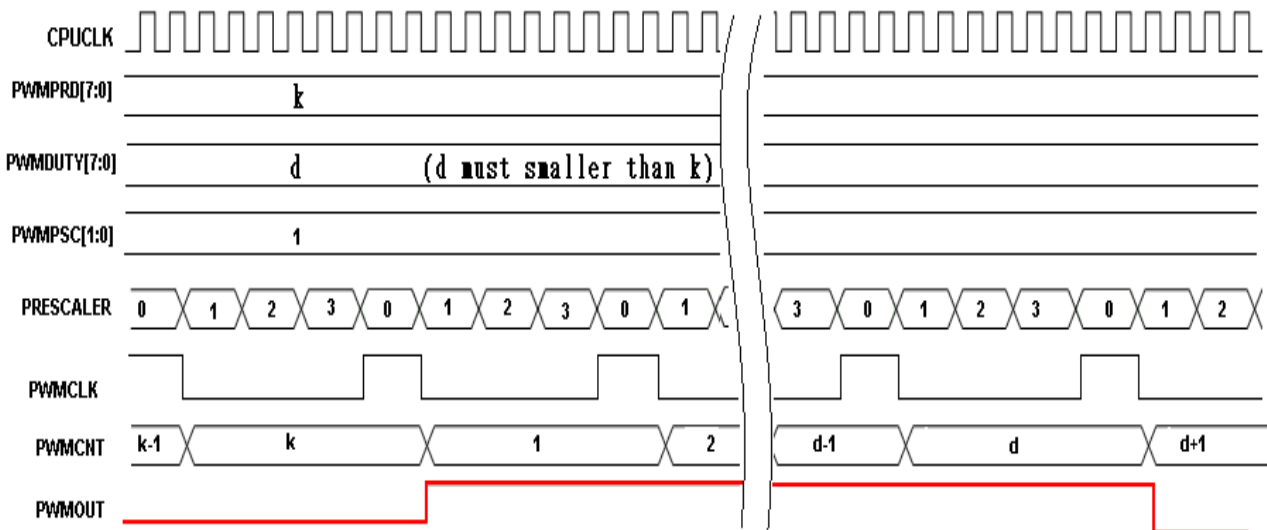 CPUCLK
PWMPRD[7:0] k
PWMDUTY[7:0] d (d must smaller than k)
PWMPSC[1:0] 1
PRESCALER 0 1 2 3 0 1 2 3 0 1 3 0 1 2 3 0 1 2
PWMCLK
PWMCNT k-1 k 1 2 d-1 d d+1
PWMOUT